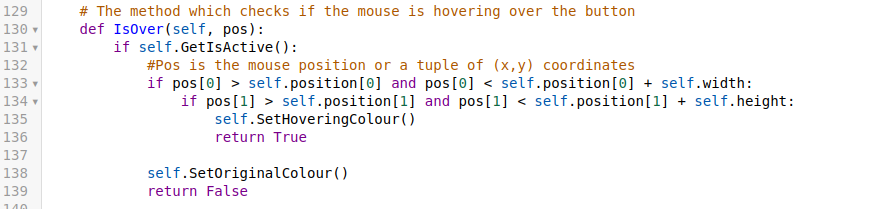 129     # The method which checks if the mouse is hovering over the button
130     def IsOver(self, pos):
131         if self.GetIsActive():
132             #Pos is the mouse position or a tuple of (x,y) coordinates
133             if pos[0] > self.position[0] and pos[0] < self.position[0] + self.width:
134                 if pos[1] > self.position[1] and pos[1] < self.position[1] + self.height:
135                     self.SetHoveringColour()
136                     return True
137
138             self.SetOriginalColour()
139             return False
140